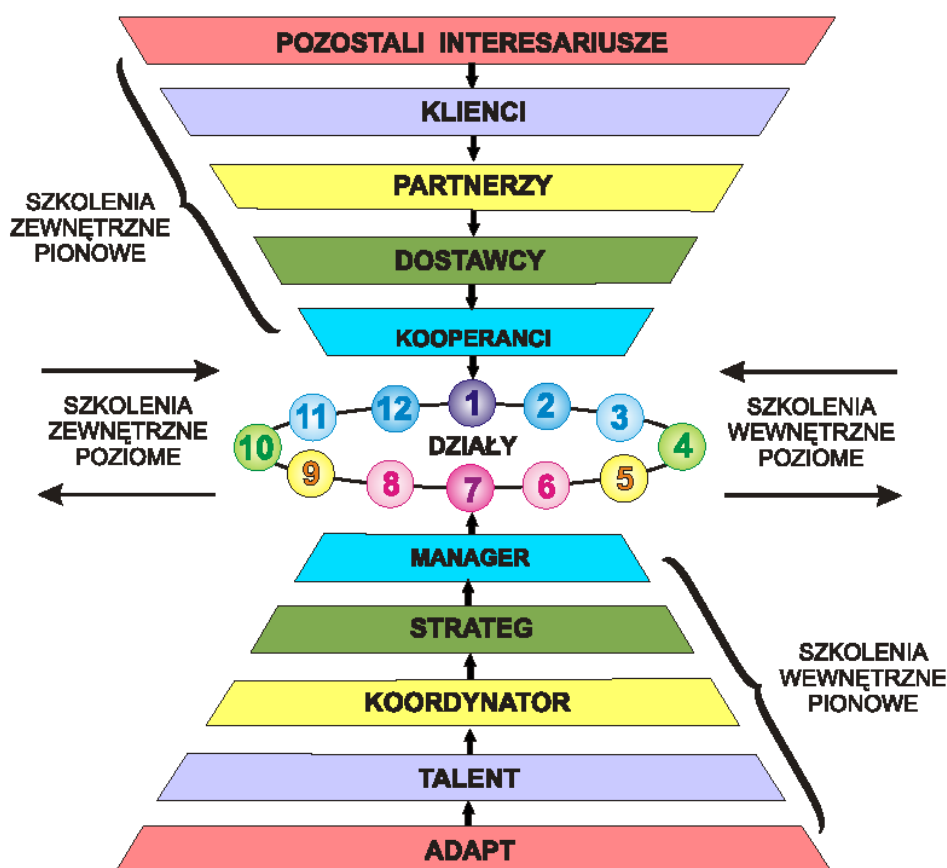 POZOSTALI INTERESARIUSZE
KLIENCI
PARTNERZY
SZKOLENIA
ZEWNĘTRZNE
PIONOWE
DOSTAWCY
KOOPERANCI
SZKOLENIA
ZEWNĘTRZNE
POZIOME
1
2
3
4
5
6
7
8
9
10
11
12
DZIAŁY
SZKOLENIA
WEWNĘTRZNE
POZIOME
MANAGER
STRATEG
KOORDYNATOR
TALENT
ADAPT
SZKOLENIA
WEWNĘTRZNE
PIONOWE